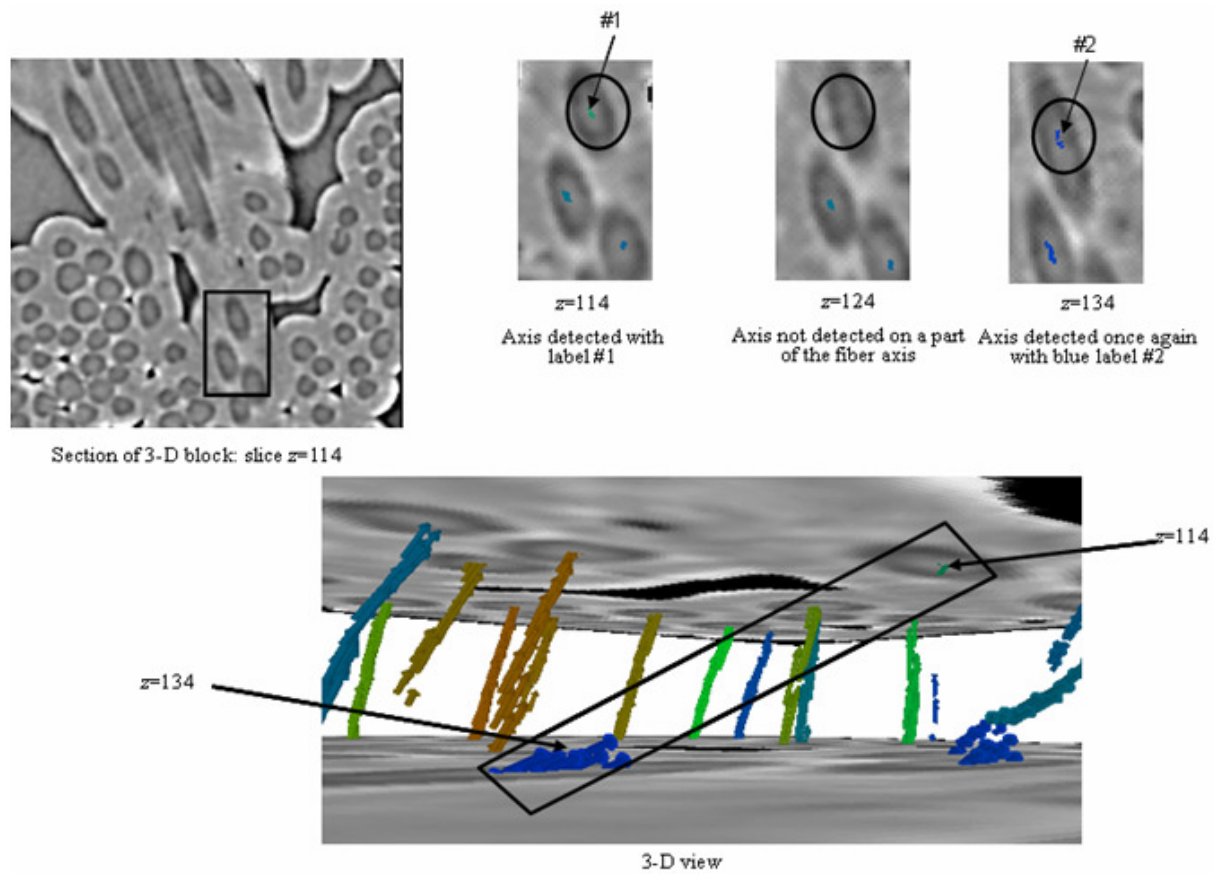 #1
#2
z=114
z=124
z=134
Axis detected with
label #1
Axis not detected on a part
of the fiber axis
Axis detected once again
with blue label #2
Section of 3-D block: slice z=114
z=114
z=134
3-D view